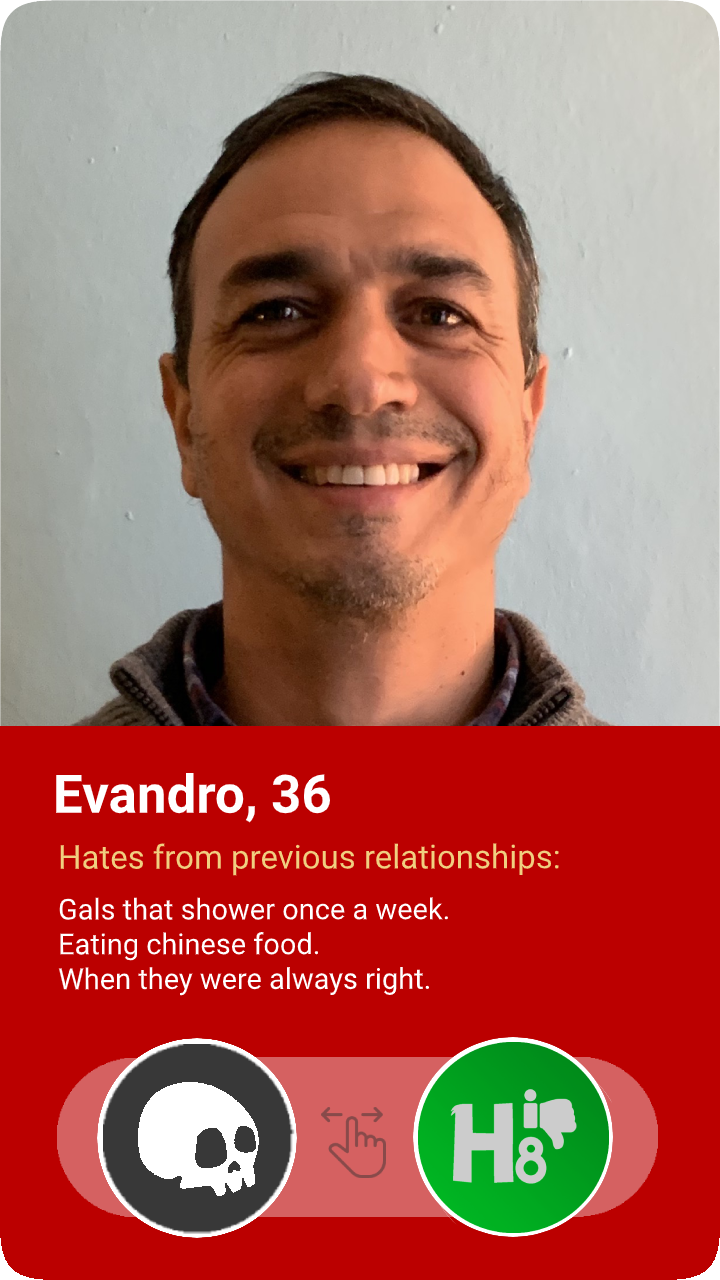 Evandro, 36
Hates from previous relationships:
Gals that shower once a week.
Eating chinese food.
When they were always right.
Hi8